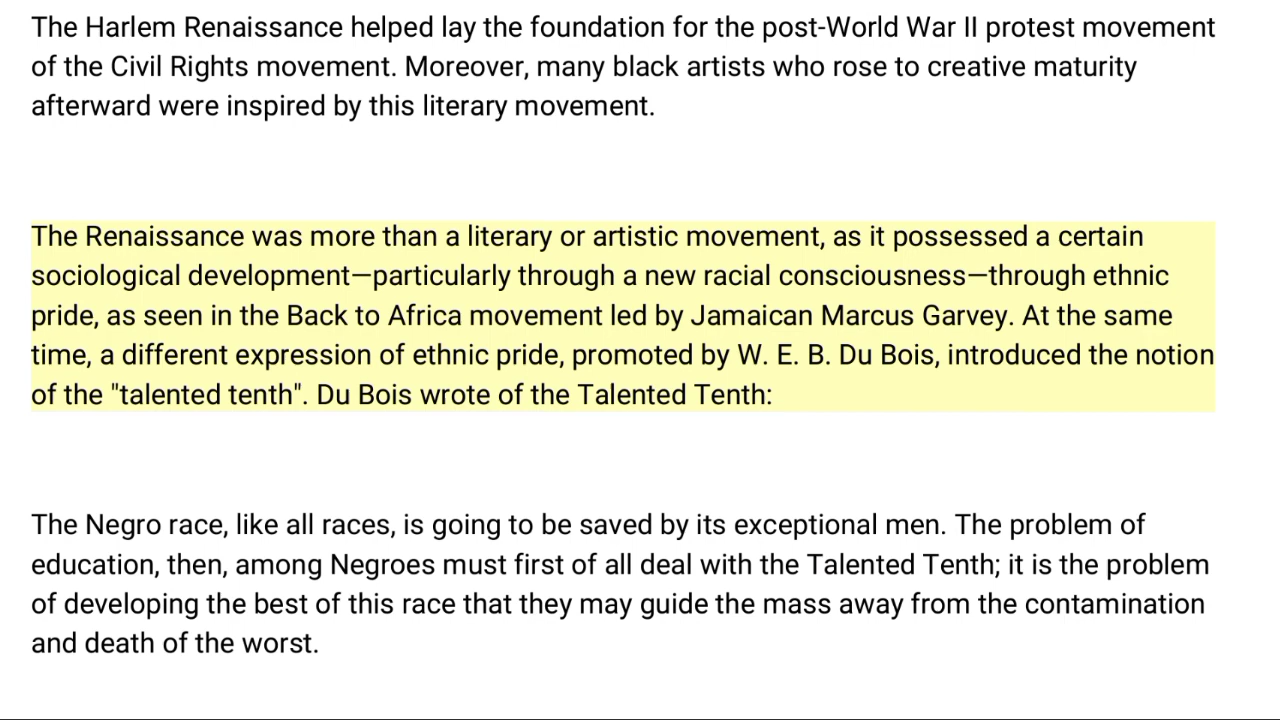 The Harlem Renaissance helped lay the foundation for the post-World War II protest movement
of the Civil Rights movement. Moreover, many black artists who rose to creative maturity
afterward were inspired by this literary movement.
The Renaissance was more than a literary or artistic movement, as it possessed a certain
sociological development—particularly through a new racial consciousness—through ethnic
pride, as seen in the Back to Africa movement led by Jamaican Marcus Garvey. At the same
time, a different expression of ethnic pride, promoted by W. E. B. Du Bois, introduced the notion
of the "talented tenth". Du Bois wrote of the Talented Tenth:
The Negro race, like all races, is going to be saved by its exceptional men. The problem of
education, then, among Negroes must first of all deal with the Talented Tenth; it is the problem
of developing the best of this race that they may guide the mass away from the contamination
and death of the worst.